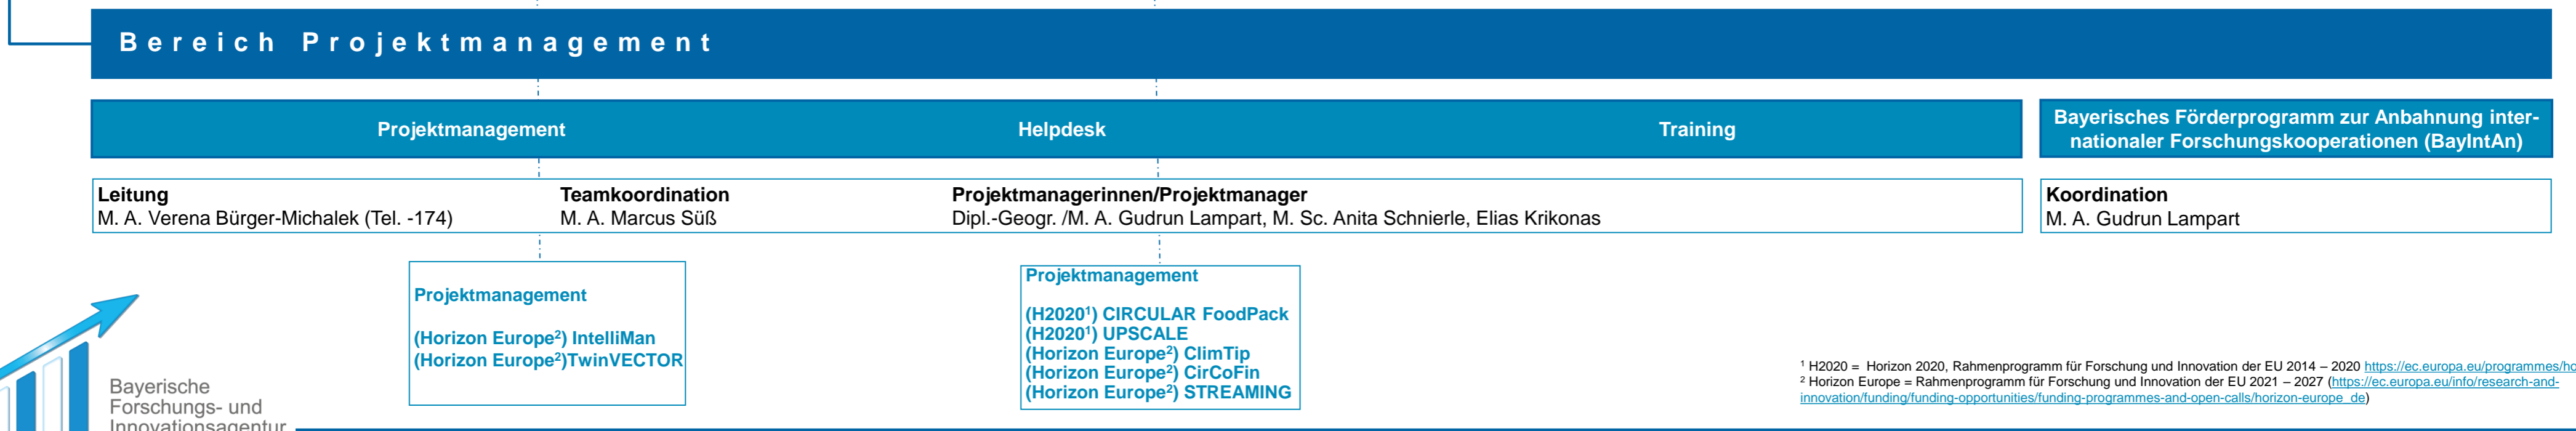 Bereich Projektmanagement
Projektmanagement
Helpdesk
Training
Bayerisches Förderprogramm zur Anbahnung inter-
nationaler Forschungskooperationen (BayIntAn)
Leitung
M. A. Verena Bürger-Michalek (Tel. -174)
Teamkoordination
M. A. Marcus Süß
Projektmanagerinnen/Projektmanager
Dipl.-Geogr. /M. A. Gudrun Lampart, M. Sc. Anita Schnierle, Elias Krikonas
Koordination
M. A. Gudrun Lampart
Projektmanagement
(Horizon Europe²) IntelliMan
(Horizon Europe²)TwinVECTOR
Projektmanagement
(H2020¹) CIRCULAR FoodPack
(H2020¹) UPSCALE
(Horizon Europe²) ClimTip
(Horizon Europe²) CirCoFin
(Horizon Europe²) STREAMING
¹ H2020 = Horizon 2020, Rahmenprogramm für Forschung und Innovation der EU 2014 – 2020 https://ec.europa.eu/programmes/ho
² Horizon Europe = Rahmenprogramm für Forschung und Innovation der EU 2021 – 2027 (https://ec.europa.eu/info/research-and-
innovation/funding/funding-opportunities/funding-programmes-and-open-calls/horizon-europe_de)
Bayerische
Forschungs- und
Innovationsagentur